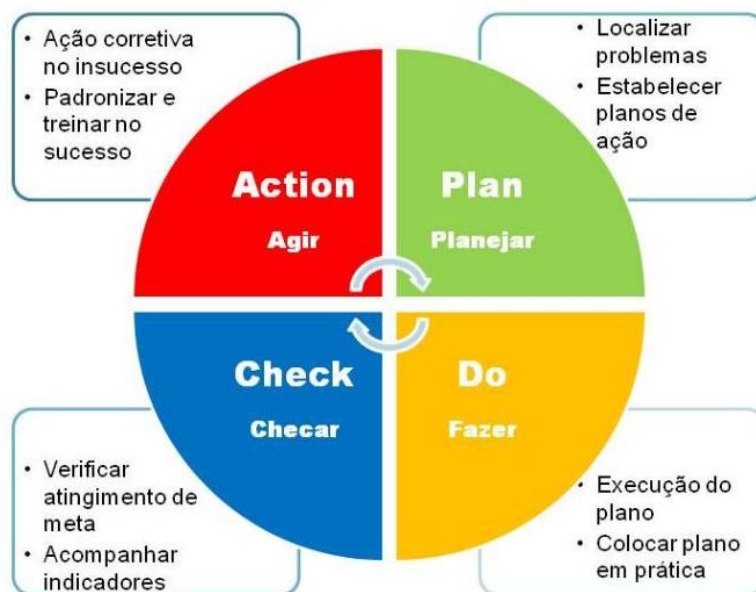 • Ação corretiva
no insucesso
• Padronizar e
treinar no
sucesso
• Localizar
problemas
• Estabelecer
planos de
ação
Action
Agir
Plan
Planejar
Check
Checar
Do
Fazer
• Verificar
atingimento de
meta
• Acompanhar
indicadores
• Execução do
plano
• Colocar plano
em prática